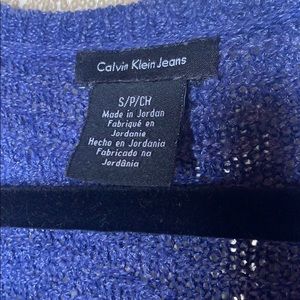 Calvin Klein Jeans
S/P/CH
Made in Jordan
Fabriqué en
Jordanie
Hecho en Jordania
Fabricado na
Jordânia